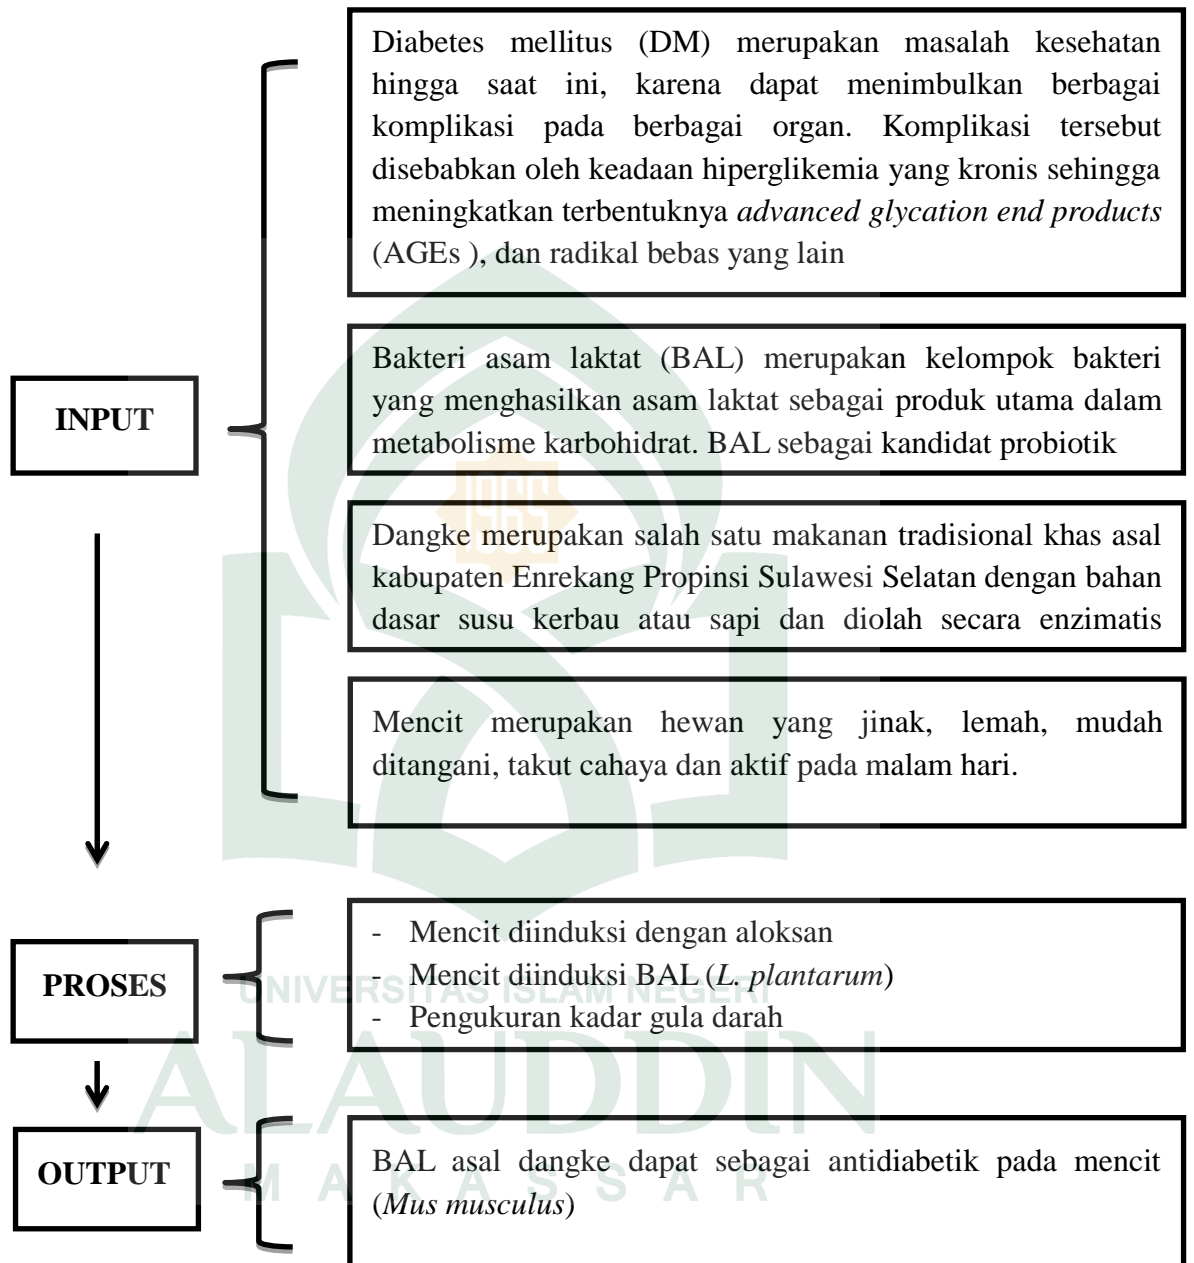 Diabetes mellitus (DM) merupakan masalah kesehatan
hingga saat ini, karena dapat menimbulkan berbagai
komplikasi pada berbagai organ. Komplikasi tersebut
disebabkan oleh keadaan hiperglikemia yang kronis sehingga
meningkatkan terbentuknya advanced glycation end products
(AGEs ), dan radikal bebas yang lain
INPUT
Bakteri asam laktat (BAL) merupakan kelompok bakteri
yang menghasilkan asam laktat sebagai produk utama dalam
metabolisme karbohidrat. BAL sebagai kandidat probiotik
1965
Dangke merupakan salah satu makanan tradisional khas asal
kabupaten Enrekang Propinsi Sulawesi Selatan dengan bahan
dasar susu kerbau atau sapi dan diolah secara enzimatis
Mencit merupakan hewan yang jinak, lemah, mudah
ditangani, takut cahaya dan aktif pada malam hari.
PROSES
- Mencit diinduksi dengan aloksan
- Mencit diinduksi BAL (L. plantarum)
- Pengukuran kadar gula darah
UNIVERSITAS ISLAM NEGERI
ALAUDDIN
MAKASSAR
OUTPUT
BAL asal dangke dapat sebagai antidiabetik pada mencit
(Mus musculus)